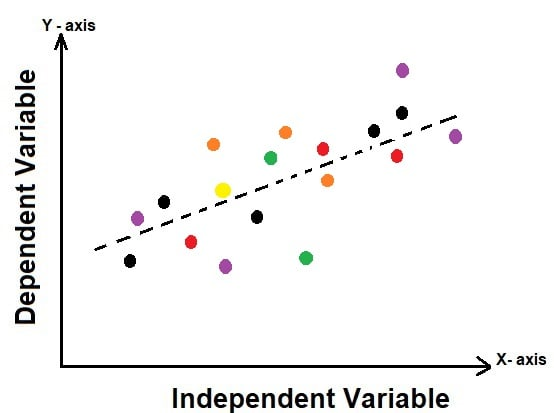 Y - axis
Dependent Variable
X- axis
Independent Variable